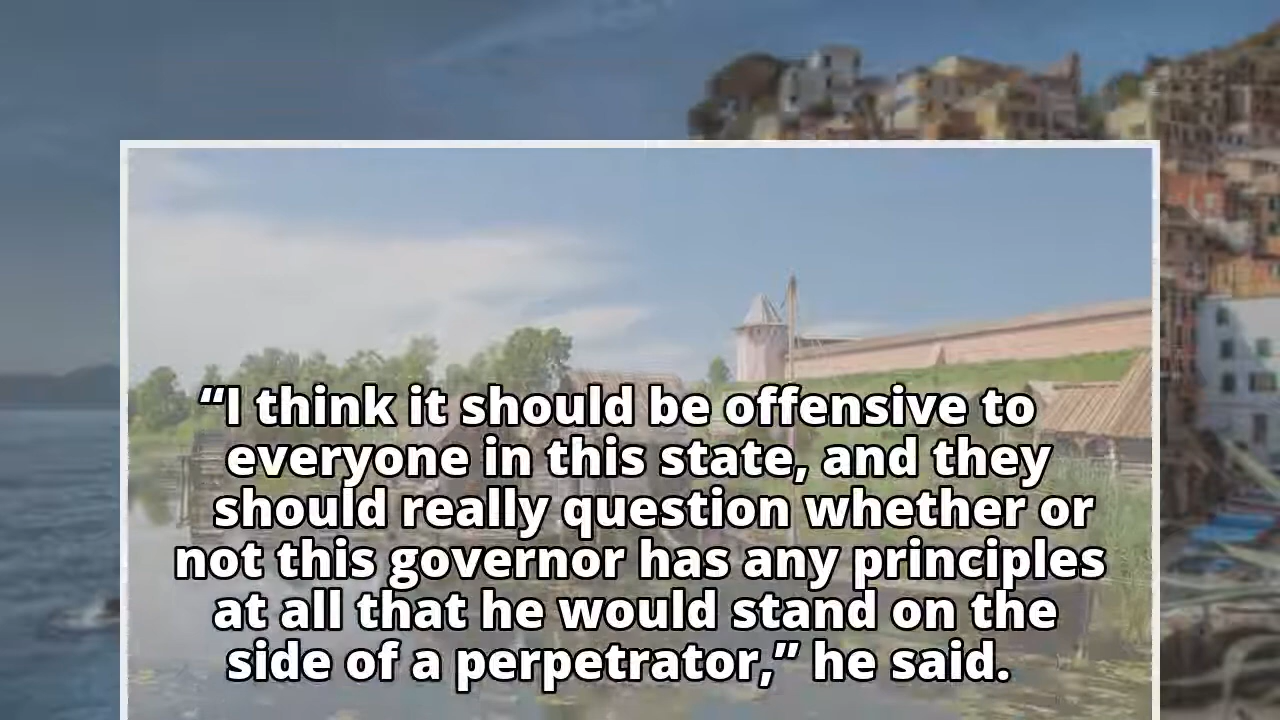 “I think it should be offensive to
everyone in this state, and they
should really question whether or
not this governor has any principles
at all that he would stand on the
side of a perpetrator,” he said.